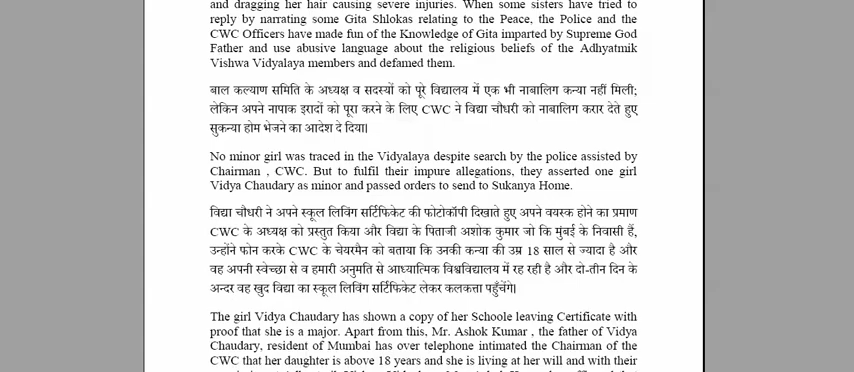 and dragging her hair causing severe injuries. When some sisters have tried to
reply by narrating some Gita Shlokas relating to the Peace, the Police and the
CWC Officers have made fun of the Knowledge of Gita imparted by Supreme God
Father and use abusive language about the religious beliefs of the Adhyatmik
Vishwa Vidyalaya members and defamed them.
बाल कल्याण समिति के अध्यक्ष व सदस्यों को पूरे विद्यालय में एक भी नाबालिग कन्या नहीं मिली;
लेकिन अपने नापाक इरादों को पूरा करने के लिए CWC ने विद्या चौधरी को नाबालिग करार देते हुए
सुकन्या होम भेजने का आदेश दे दिया।
No minor girl was traced in the Vidyalaya despite search by the police assisted by
Chairman , CWC. But to fulfil their impure allegations, they asserted one girl
Vidya Chaudary as minor and passed orders to send to Sukanya Home.
विद्या चौधरी ने अपने स्कूल लिविंग सर्टिफिकेट की फोटोकॉपी दिखाते हुए अपने वयस्क होने का प्रमाण
CWC के अध्यक्ष को प्रस्तुत किया और विद्या के पिताजी अशोक कुमार जो कि मुंबई के निवासी हैं,
उन्होंने फोन करके CWC के चेयरमैन को बताया कि उनकी कन्या की उम्र 18 साल से ज्यादा है और
वह अपनी स्वेच्छा से व हमारी अनुमति से आध्यात्मिक विश्वविद्यालय में रह रही है और दो-तीन दिन के
अन्दर वह खुद विद्या का स्कूल लिविंग सर्टिफिकेट लेकर कलकत्ता पहुँचेंगे।
The girl Vidya Chaudary has shown a copy of her Schoole leaving Certificate with
proof that she is a major. Apart from this, Mr. Ashok Kumar , the father of Vidya
Chaudary, resident of Mumbai has over telephone intimated the Chairman of the
CWC that her daughter is above 18 years and she is living at her will and with their